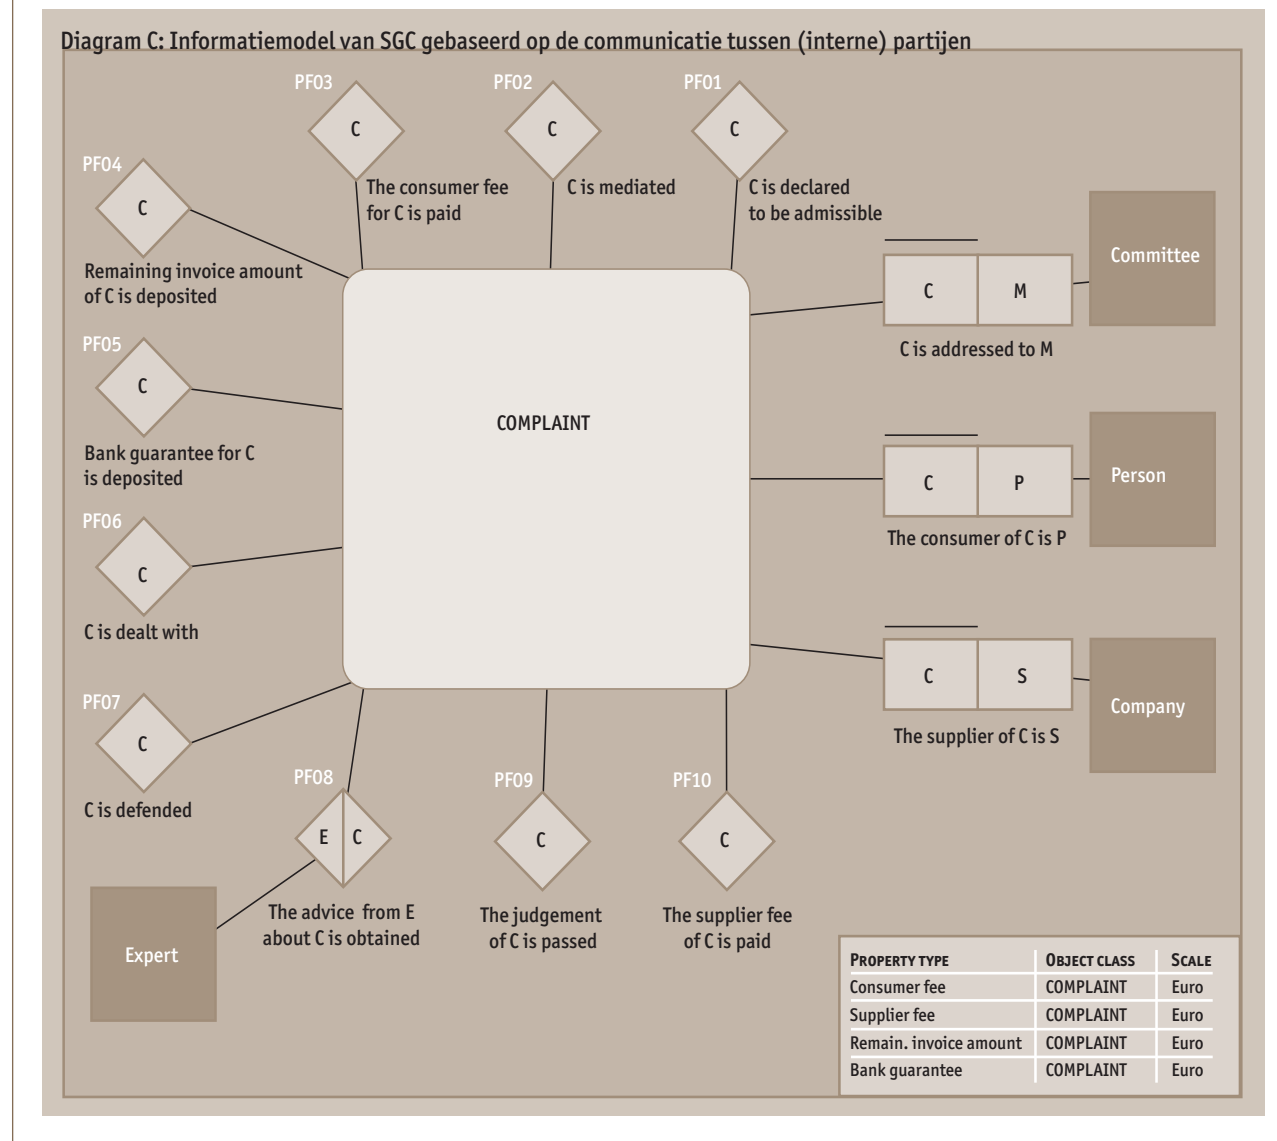 Diagram C: Informatiemodel van SGC gebaseerd op de communicatie tussen (interne) partijen
PF03
C
The consumer fee
for C is paid
PF02
C
C is mediated
PF01
C
C is declared
to be admissible
PF04
C
Remaining invoice amount
of C is deposited
PF05
C
Bank guarantee for C
is deposited
PF06
C
C is dealt with
PF07
C
C is defended
COMPLAINT
C M
C is addressed to M
Committee
C P
The consumer of C is P
Person
C S
The supplier of C is S
Company
PF08
E C
The advice from E
about C is obtained
Expert
PF09
C
The judgement
of C is passed
PF10
C
The supplier fee
of C is paid
PROPERTY TYPE OBJECT CLASS SCALE
Consumer fee COMPLAINT Euro
Supplier fee COMPLAINT Euro
Remain. invoice amount COMPLAINT Euro
Bank guarantee COMPLAINT Euro